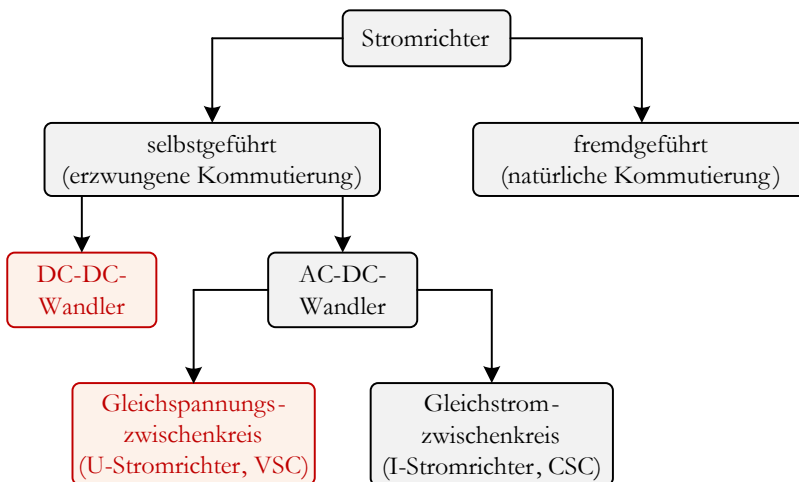 Stromrichter
selbstgeführt
(erzwungene Kommutierung)
fremdgeführt
(natürliche Kommutierung)
DC-DC-
Wandler
AC-DC-
Wandler
Gleichspannungs-
zwischenkreis
(U-Stromrichter, VSC)
Gleichstrom-
zwischenkreis
(I-Stromrichter, CSC)